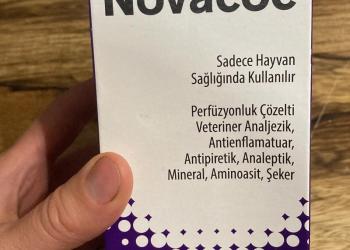 Novacoc
Sadece Hayvan
Sağlığında Kullanılır
Perfüzyonluk Çözelti
Veteriner Analjezik,
Antienflamatuar,
Antipiretik, Analeptik,
Mineral, Aminoasit, Şeker